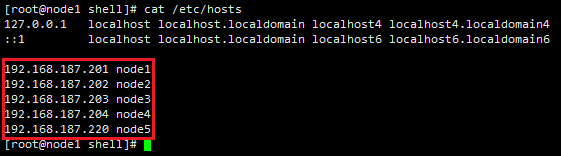 [root@node1 shell]# cat /etc/hosts
127.0.0.1   localhost localhost.localdomain localhost4 localhost4.localdomain4
::1         localhost localhost.localdomain localhost6 localhost6.localdomain6
192.168.187.201 node1
192.168.187.202 node2
192.168.187.203 node3
192.168.187.204 node4
192.168.187.220 node5
[root@node1 shell]#